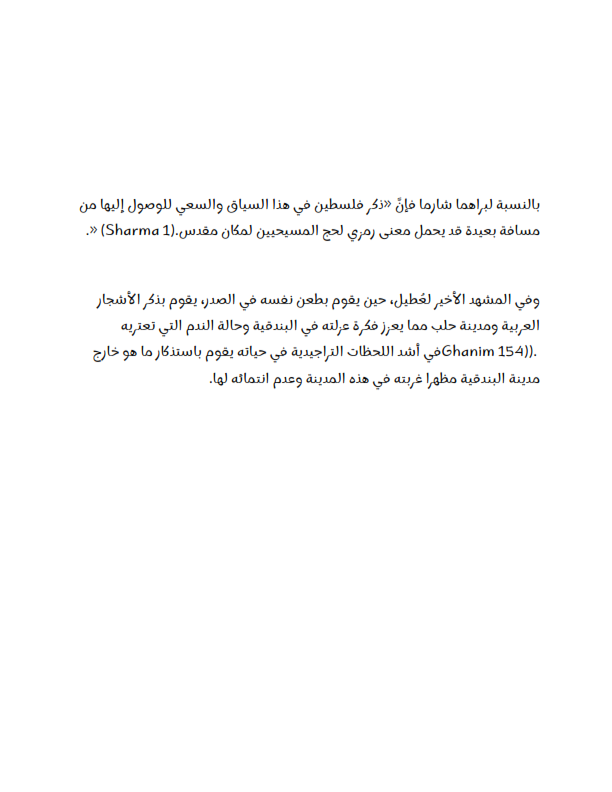 بالنسبة لبراهما شارما فإنّ «ذكر فلسطين في هذا السياق والسعي للوصول إليها من
مسافة بعيدة قد يحمل معنى رمزي لحج المسيحيين لمكان مقدس.(Sharma 1) «.
وفي المشهد الأخير لعُطيل، حين يقوم بطعن نفسه في الصدر، يقوم بذكر الأشجار
العربية ومدينة حلب مما يعزز فكرة عزلته في البندقية وحالة الندم التي تعتريه
.((Ghanim 154في أشد اللحظات التراجيدية في حياته يقوم باستذكار ما هو خارج
مدينة البندقية مظهرا غربته في هذه المدينة وعدم انتمائه لها.